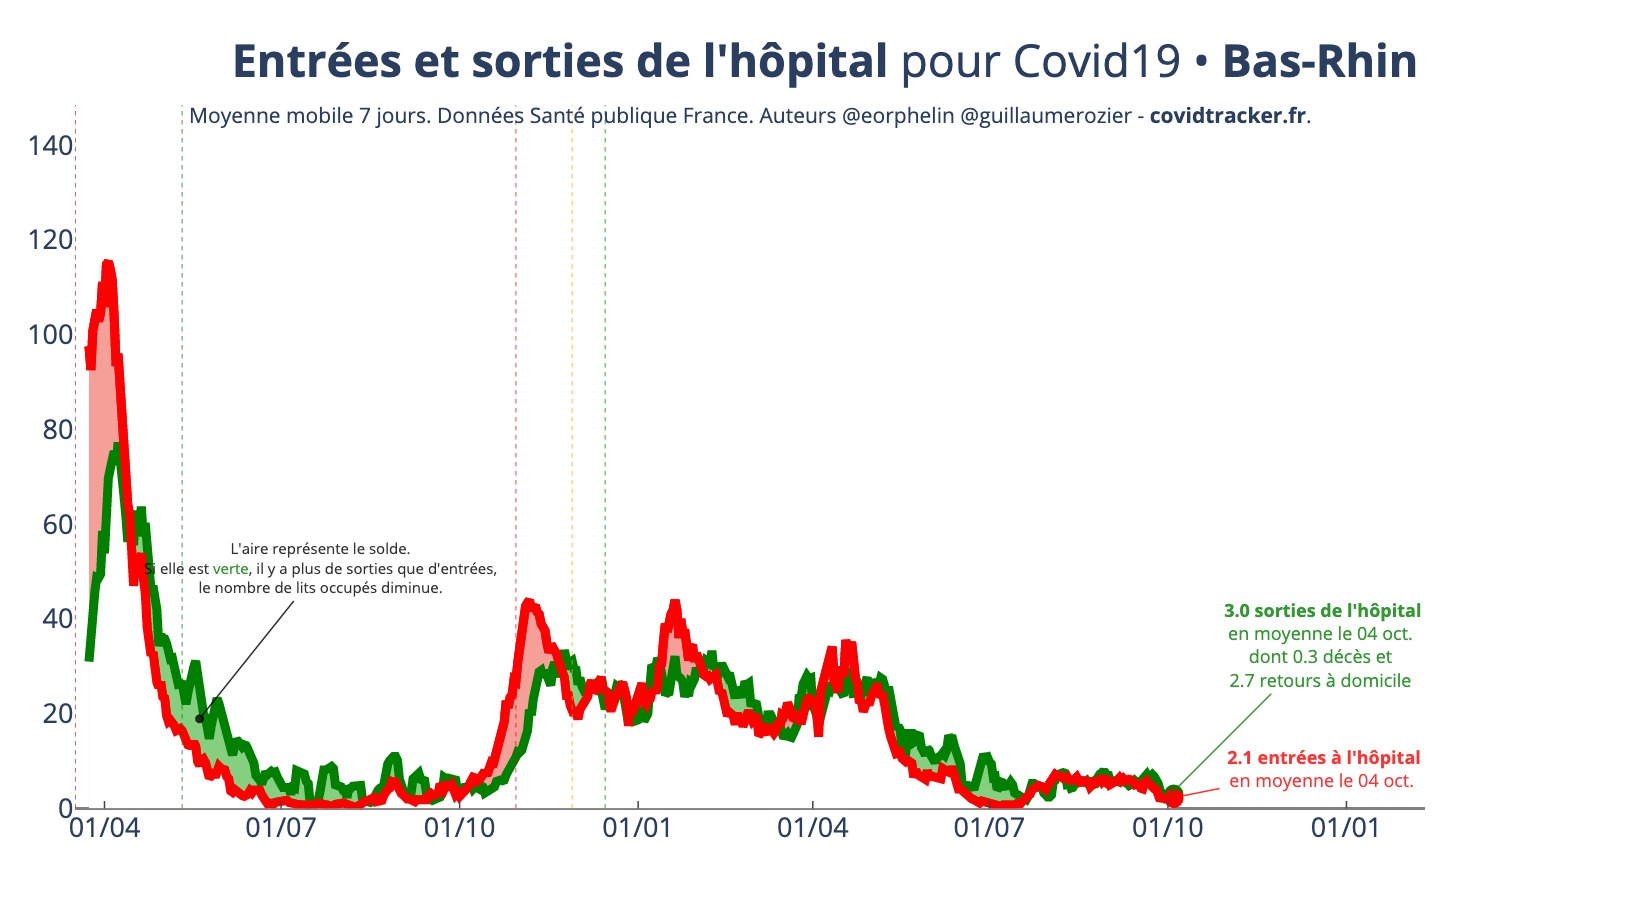 Entrées et sorties de l'hôpital pour Covid19 • Bas-Rhin
Moyenne mobile 7 jours. Données Santé publique France. Auteurs @eorphelin @guillaumerozier - covidtracker.fr.
140
120
100
80
60
40
20
0
L'aire représente le solde.
Si elle est verte, il y a plus de sorties que d'entrées,
le nombre de lits occupés diminue.
3.0 sorties de l'hôpital
en moyenne le 04 oct.
dont 0.3 décès et
2.7 retours à domicile
2.1 entrées à l'hôpital
en moyenne le 04 oct.
01/04 01/07 01/10 01/01 01/04 01/07 01/10 01/01